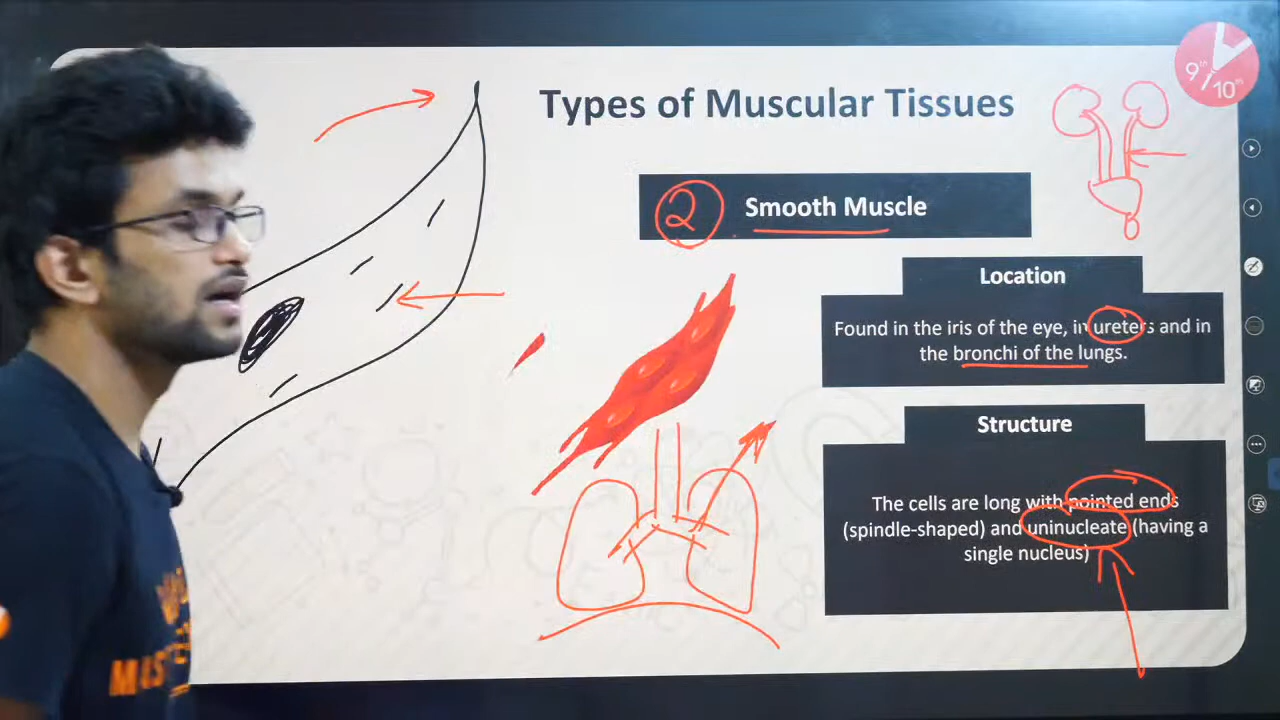 9th 10th
Types of Muscular Tissues
2 Smooth Muscle
Location
Found in the iris of the eye, in ureters and in
the bronchi of the lungs.
Structure
The cells are long with pointed ends
(spindle-shaped) and uninucleate (having a
single nucleus)